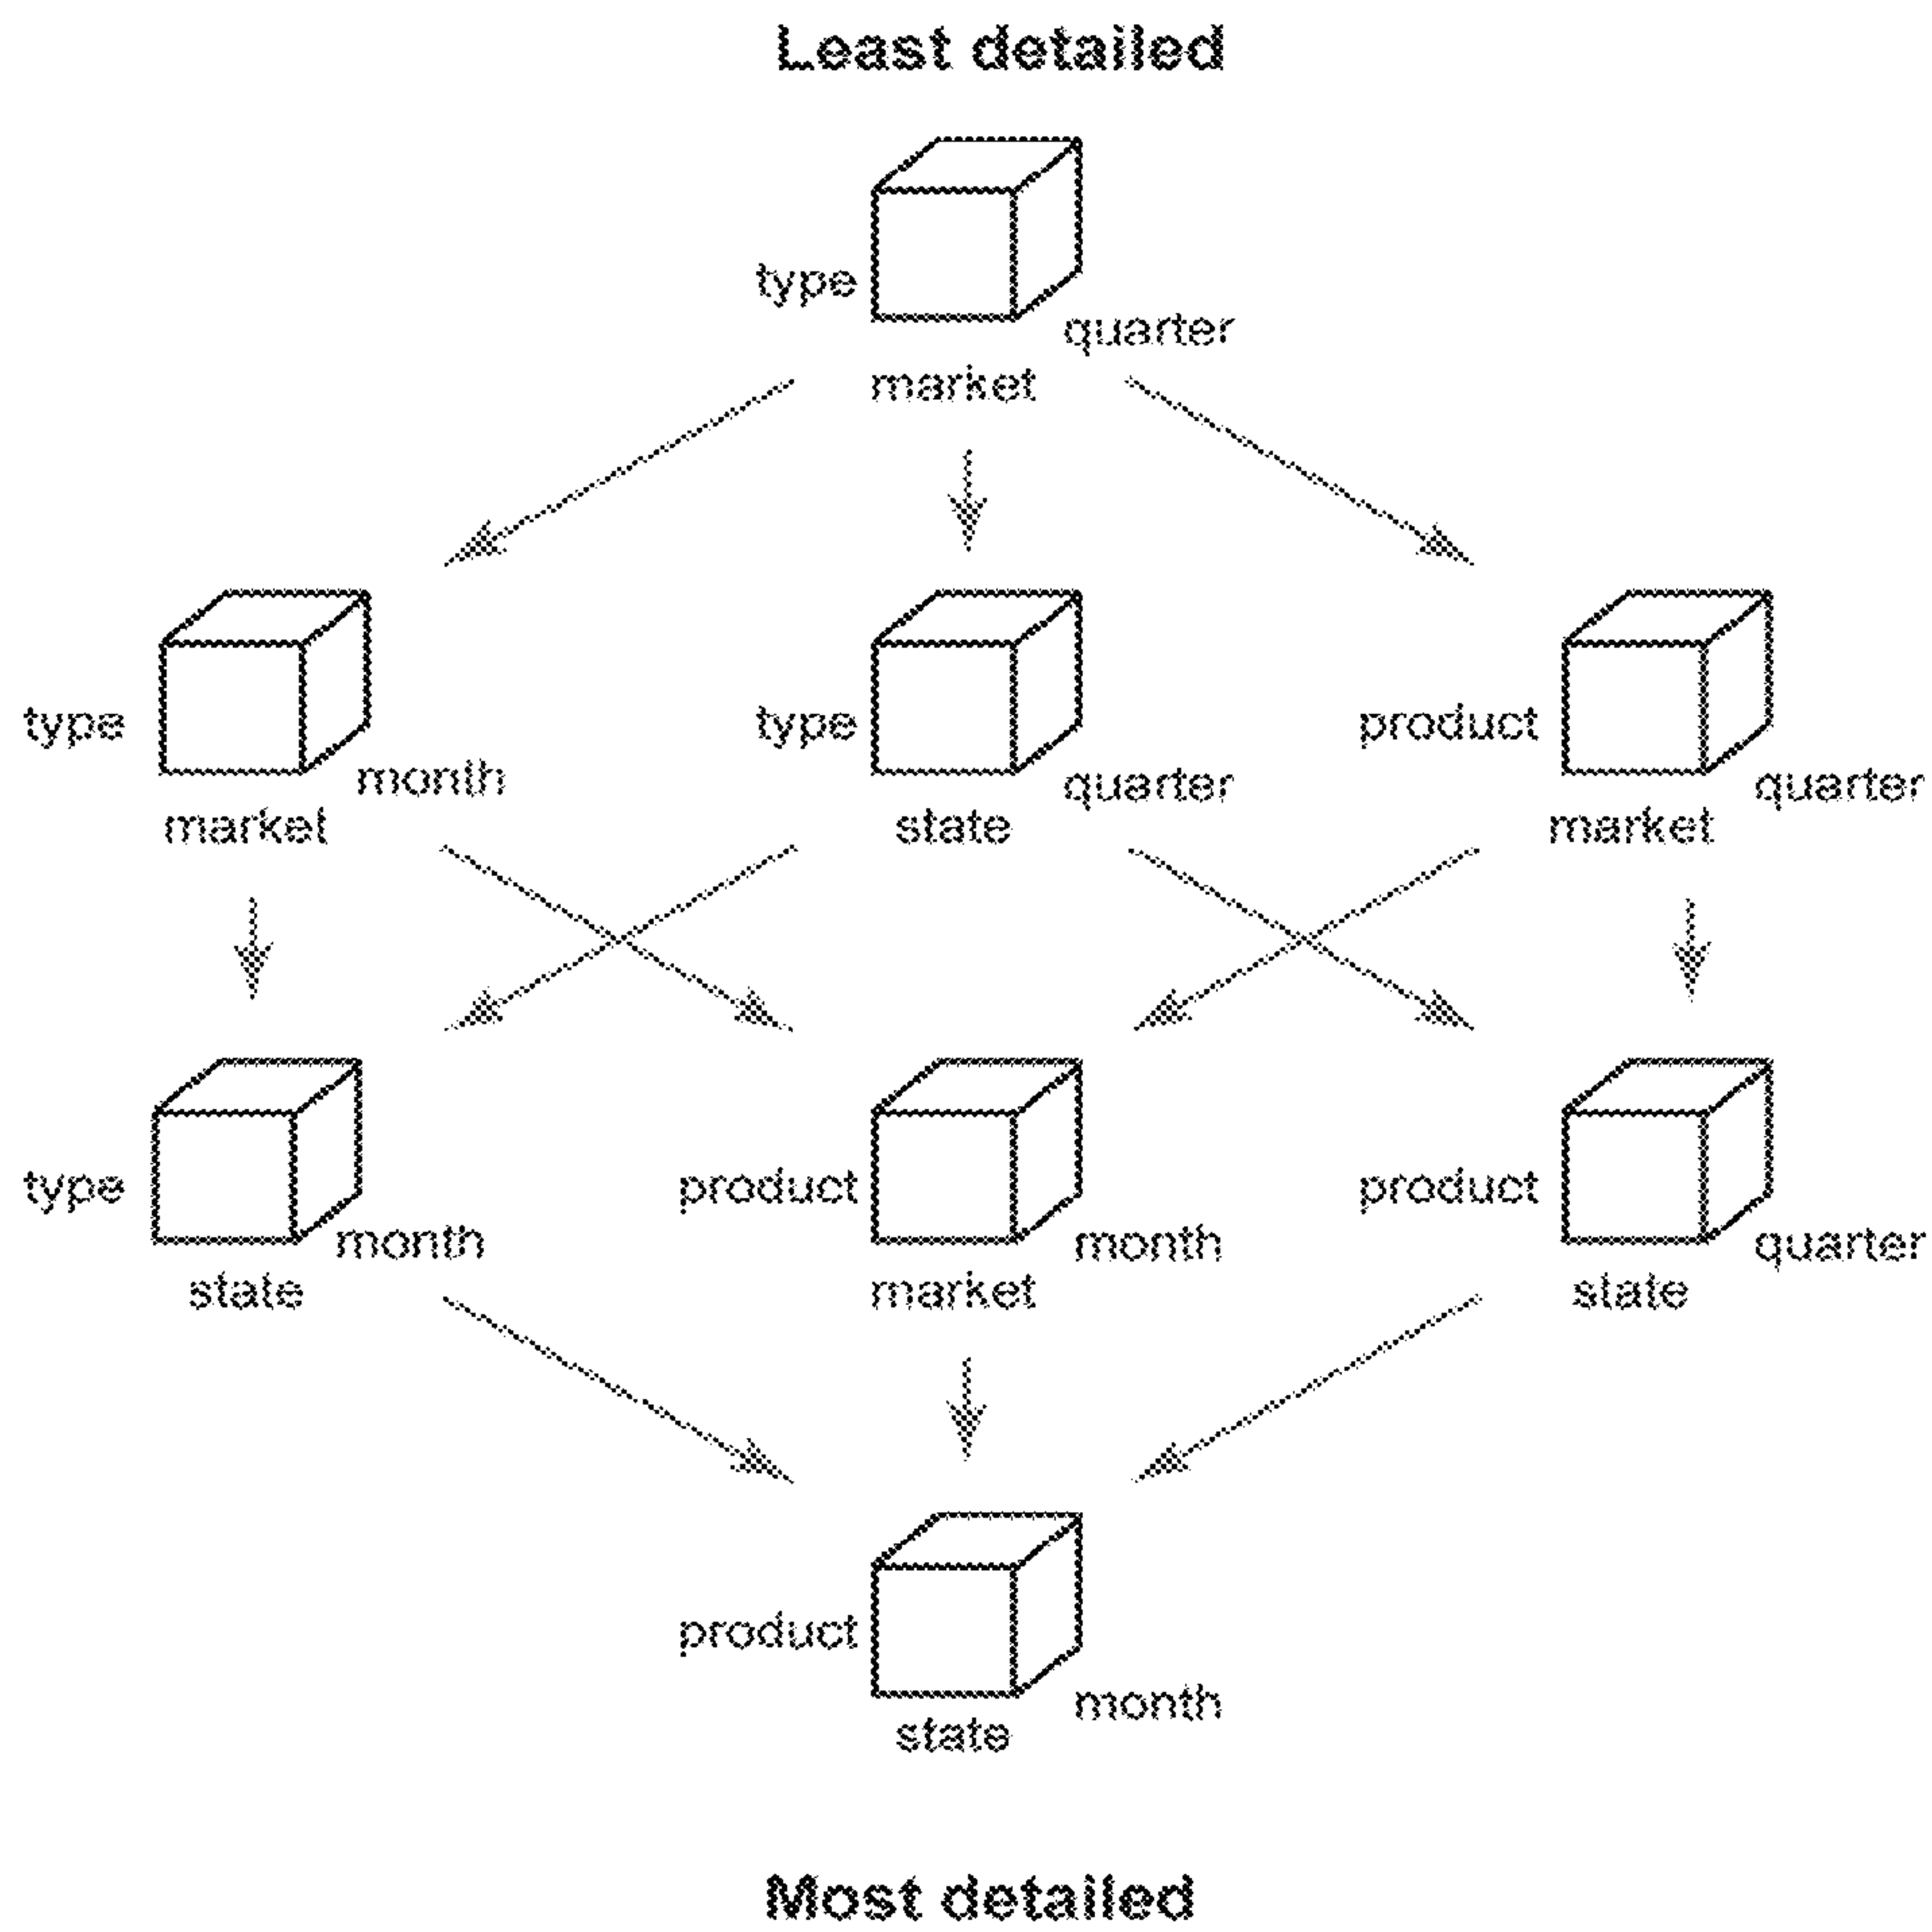 Least detailed
type
quarter
market
type
month
market
type
quarter
state
product
quarter
market
type
month
state
product
month
market
product
quarter
state
product
month
state
Most detailed